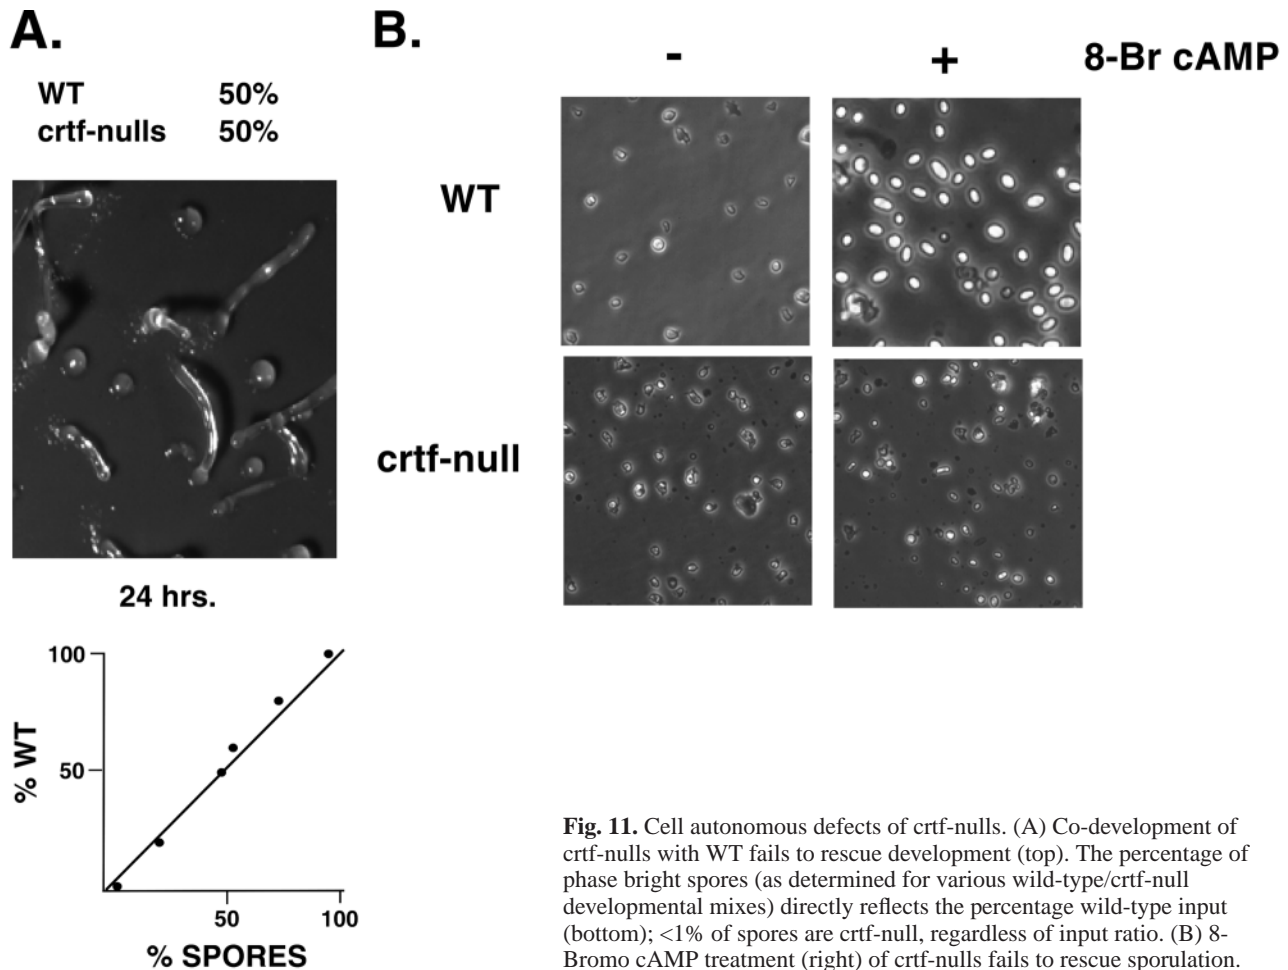 A.
WT 50%
crtf-nulls 50%
24 hrs.
100
50
% WT
50 100
% SPORES
B.
- + 8-Br cAMP
WT
crtf-null
Fig. 11. Cell autonomous defects of crtf-nulls. (A) Co-development of
crtf-nulls with WT fails to rescue development (top). The percentage of
phase bright spores (as determined for various wild-type/crtf-null
developmental mixes) directly reflects the percentage wild-type input
(bottom); <1% of spores are crtf-null, regardless of input ratio. (B) 8-
Bromo cAMP treatment (right) of crtf-nulls fails to rescue sporulation.